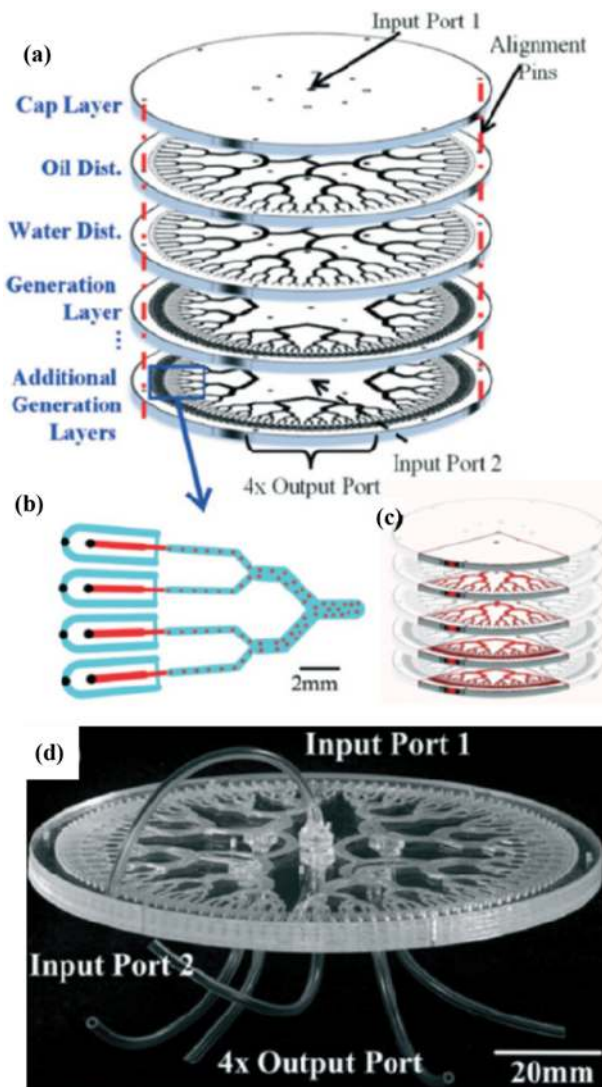 Input Port 1
(a)
Alignment
Pins
Cap Layer
Oil Dist.
Water Dist.
Generation
Layer
⋮
Additional
Generation
Layers
Input Port 2
4x Output Port
(b)
(c)
2mm
(d)
Input Port 1
Input Port 2
4x Output Port
20mm